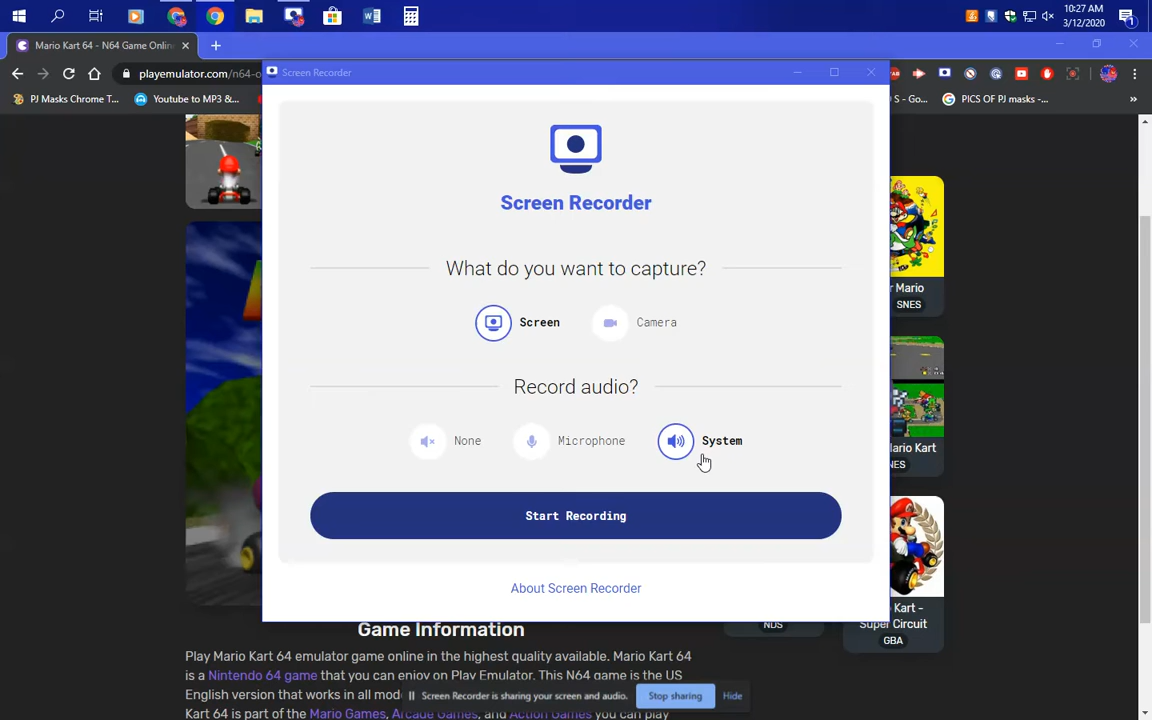 10:27 AM
3/12/2020
1
Mario Kart 64 - N64 Game Onlin
playemulator.com/n64-o
PJ Masks Chrome T...
Youtube to MP3 &...
S - Go...
PICS OF PJ masks -...
Screen Recorder
Screen Recorder
What do you want to capture?
Screen
Camera
Record audio?
None
Microphone
System
Start Recording
About Screen Recorder
r Mario
SNES
ario Kart
NES
Kart -
Super Circuit
GBA
NDS
Game Information
Play Mario Kart 64 emulator game online in the highest quality available. Mario Kart 64
is a Nintendo 64 game that you can enjoy on Play Emulator. This N64 game is the US
English version that works in all mod
Screen Recorder is sharing your screen and audio.
Stop sharing
Hide
Kart 64 is part of the Mario Games, Arcade Games, and Action Games you can play